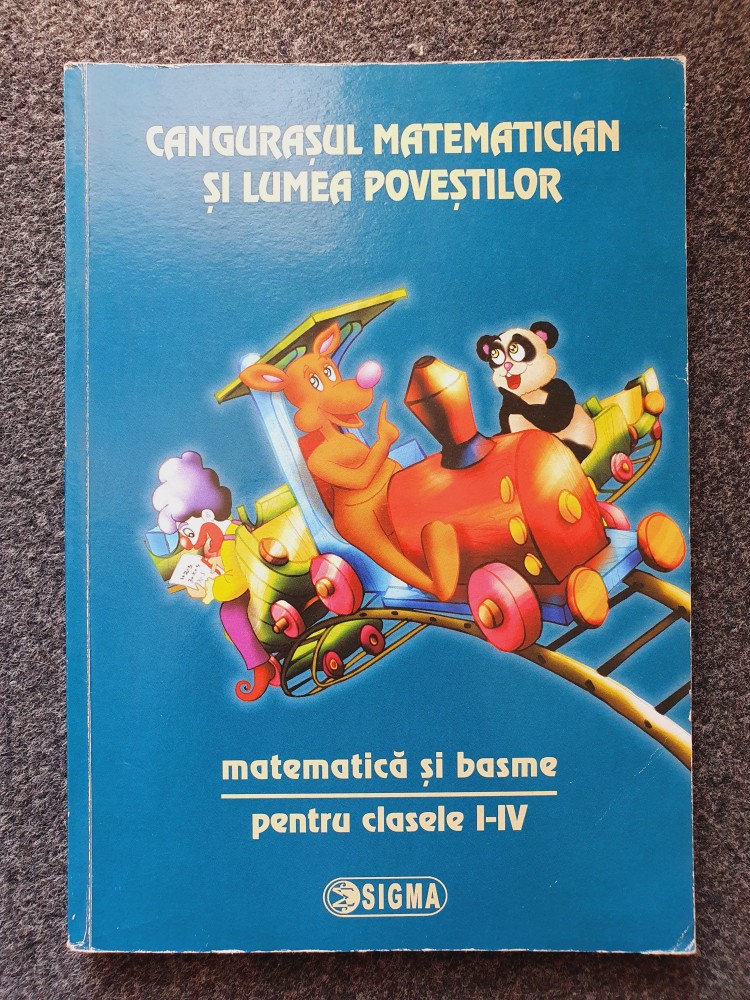 CANGURAȘUL MATEMATICIAN
ȘI LUMEA POVEȘTILOR
matematică și basme
pentru clasele I-IV
SIGMA